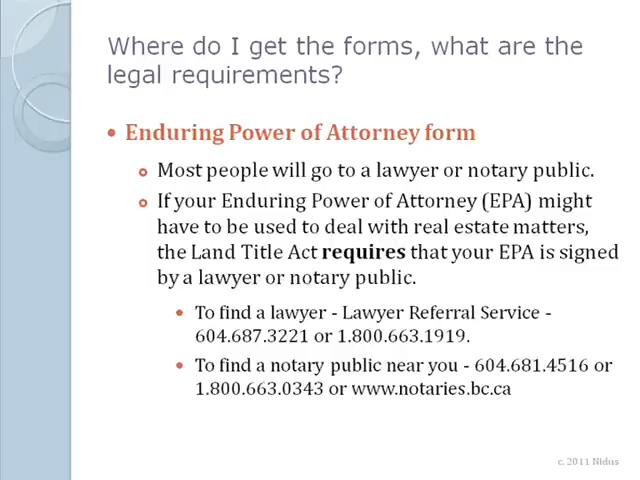 Where do I get the forms, what are the
legal requirements?
• Enduring Power of Attorney form
Most people will go to a lawyer or notary public.
If your Enduring Power of Attorney (EPA) might
have to be used to deal with real estate matters,
the Land Title Act requires that your EPA is signed
by a lawyer or notary public.
• To find a lawyer - Lawyer Referral Service -
604.687.3221 or 1.800.663.1919.
• To find a notary public near you - 604.681.4516 or
1.800.663.0343 or www.notaries.bc.ca
c. 2011 Nidus